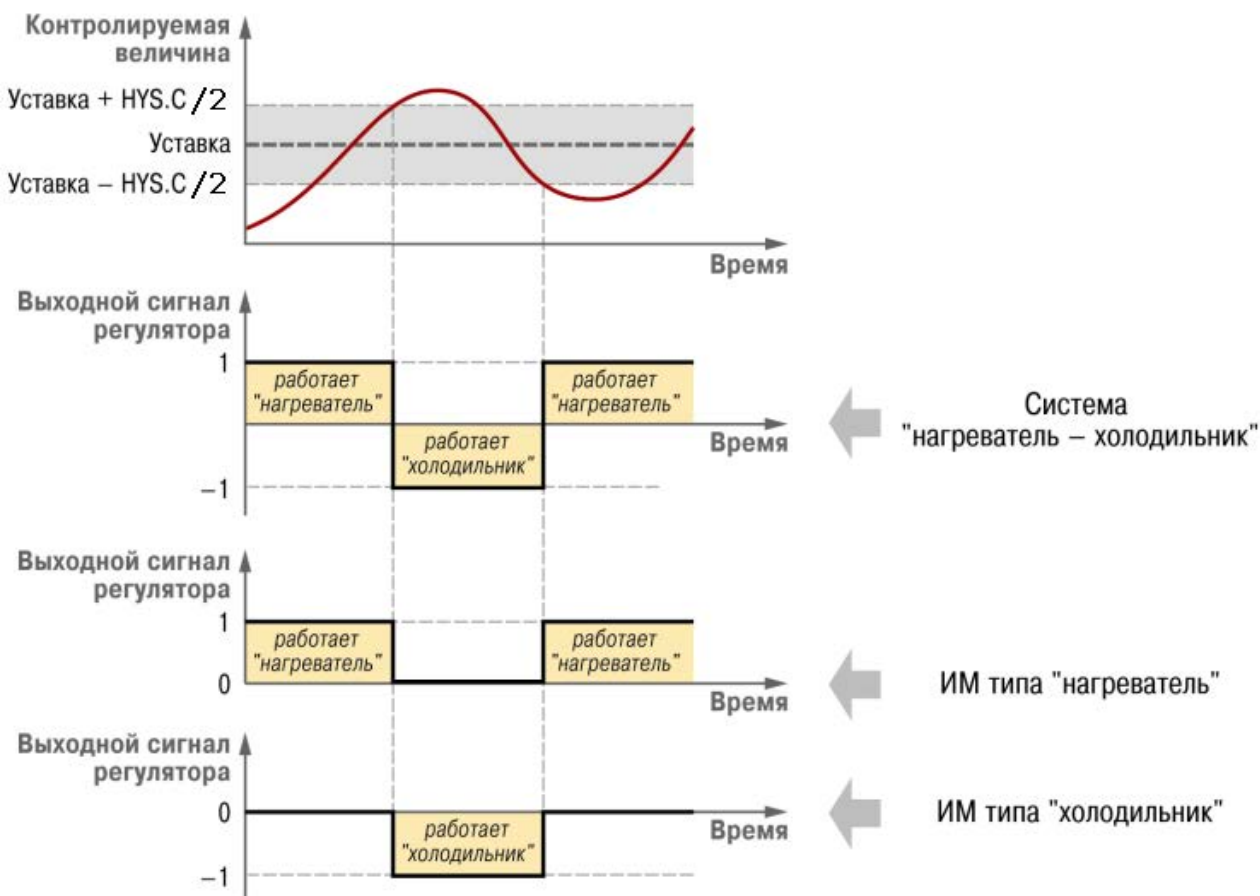 Контролируемая
величина
Уставка + HYS.C/2
Уставка
Уставка – HYS.C/2
Время
Выходной сигнал
регулятора
1
работает
"нагреватель"
работает
"нагреватель"
Время
работает
"холодильник"
–1
Система
"нагреватель – холодильник"
Выходной сигнал
регулятора
1
работает
"нагреватель"
работает
"нагреватель"
0
Время
ИМ типа "нагреватель"
Выходной сигнал
регулятора
0
Время
работает
"холодильник"
–1
ИМ типа "холодильник"